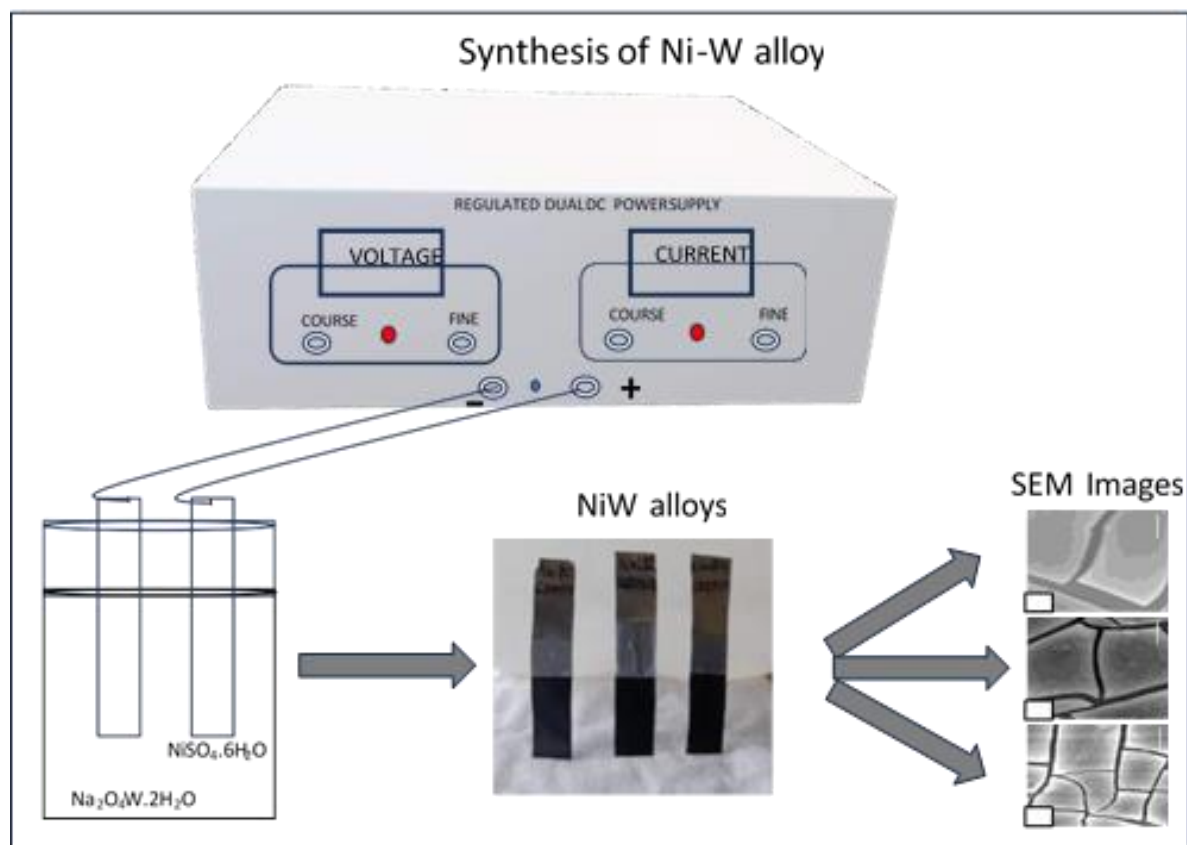 Synthesis of Ni-W alloy
REGULATED DUALDC POWERSUPPLY
VOLTAGE
CURRENT
COURSE
FINE
COURSE
FINE
-
+
NiW alloys
SEM Images
NiSO₄.6H₂O
Na₂O₄W.2H₂O